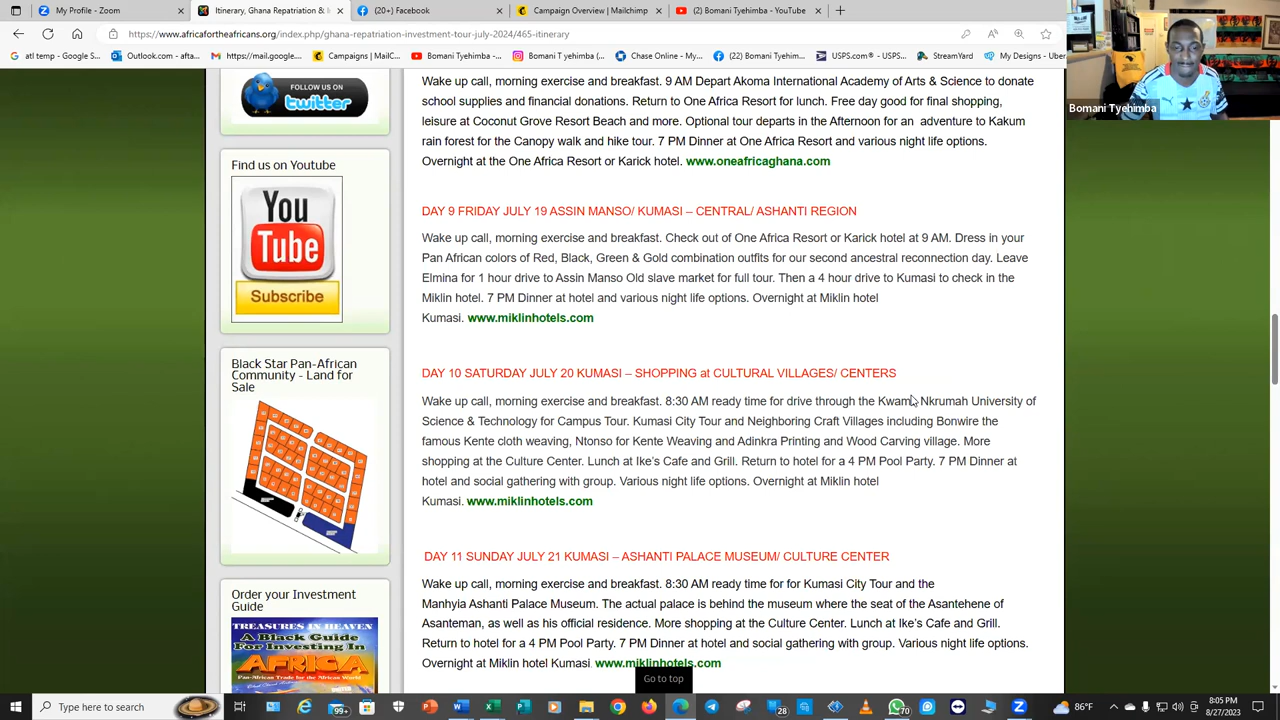 My Profile - Zoom
Itinerary, Ghana Repatriation & I
(20+) Facebook
Campaign Overview | Mailchimp
(2) Bomani Tyehimba - YouTube
https://www.africafortheafricans.org/index.php/ghana-repatriation-investment-tour-july-2024/465-itinerary
atl temp - Google S...
Outlook.com - afta...
https://mail.google...
Campaigns | MailC...
Bomani Tyehimba -...
Bomani T yehimba...
Chase Online - My...
(22) Bomani Tyehim...
USPS.com® - USPS...
StreamYard
My Designs - Uber
Bomani Tyehimba
FOLLOW US ON
twitter
Find us on Youtube
You
Tube
Subscribe
Black Star Pan-African
Community - Land for
Sale
Order your Investment
Guide
TREASURES IN HEAVEN
A Black Guide
For Investing In
AFRICA
Pan-African Trade for the African World
Wake up call, morning exercise and breakfast. 9 AM Depart Akoma International Academy of Arts & Science to donate
school supplies and financial donations. Return to One Africa Resort for lunch. Free day good for final shopping,
leisure at Coconut Grove Resort Beach and more. Optional tour departs in the Afternoon for an adventure to Kakum
rain forest for the Canopy walk and hike tour. 7 PM Dinner at One Africa Resort and various night life options.
Overnight at the One Africa Resort or Karick hotel. www.oneafricaghana.com
DAY 9 FRIDAY JULY 19 ASSIN MANSO/ KUMASI – CENTRAL/ ASHANTI REGION
Wake up call, morning exercise and breakfast. Check out of One Africa Resort or Karick hotel at 9 AM. Dress in your
Pan African colors of Red, Black, Green & Gold combination outfits for our second ancestral reconnection day. Leave
Elmina for 1 hour drive to Assin Manso Old slave market for full tour. Then a 4 hour drive to Kumasi to check in the
Miklin hotel. 7 PM Dinner at hotel and various night life options. Overnight at Miklin hotel
Kumasi. www.miklinhotels.com
DAY 10 SATURDAY JULY 20 KUMASI – SHOPPING at CULTURAL VILLAGES/ CENTERS
Wake up call, morning exercise and breakfast. 8:30 AM ready time for drive through the Kwame Nkrumah University of
Science & Technology for Campus Tour. Kumasi City Tour and Neighboring Craft Villages including Bonwire the
famous Kente cloth weaving, Ntonso for Kente Weaving and Adinkra Printing and Wood Carving village. More
shopping at the Culture Center. Lunch at Ike's Cafe and Grill. Return to hotel for a 4 PM Pool Party. 7 PM Dinner at
hotel and social gathering with group. Various night life options. Overnight at Miklin hotel
Kumasi. www.miklinhotels.com
DAY 11 SUNDAY JULY 21 KUMASI – ASHANTI PALACE MUSEUM/ CULTURE CENTER
Wake up call, morning exercise and breakfast. 8:30 AM ready time for for Kumasi City Tour and the
Manhyia Ashanti Palace Museum. The actual palace is behind the museum where the seat of the Asantehene of
Asanteman, as well as his official residence. More shopping at the Culture Center. Lunch at Ike's Cafe and Grill.
Return to hotel for a 4 PM Pool Party. 7 PM Dinner at hotel and social gathering with group. Various night life options.
Overnight at Miklin hotel Kumasi. www.miklinhotels.com
Go to top
Type here to search
99+
28
70
86°F
8:05 PM
8/27/2023